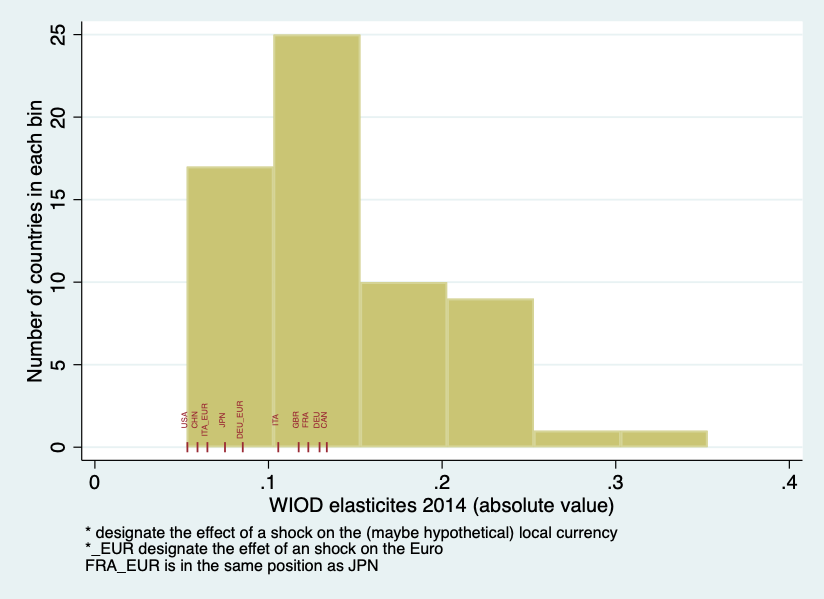 Number of countries in each bin
25
20
15
10
5
0
USA CHN ITA_EUR JPN DEU_EUR ITA GBR FRA DEU CAN
0 .1 .2 .3 .4
WIOD elasticites 2014 (absolute value)
* designate the effect of a shock on the (maybe hypothetical) local currency
*_EUR designate the effet of an shock on the Euro
FRA_EUR is in the same position as JPN